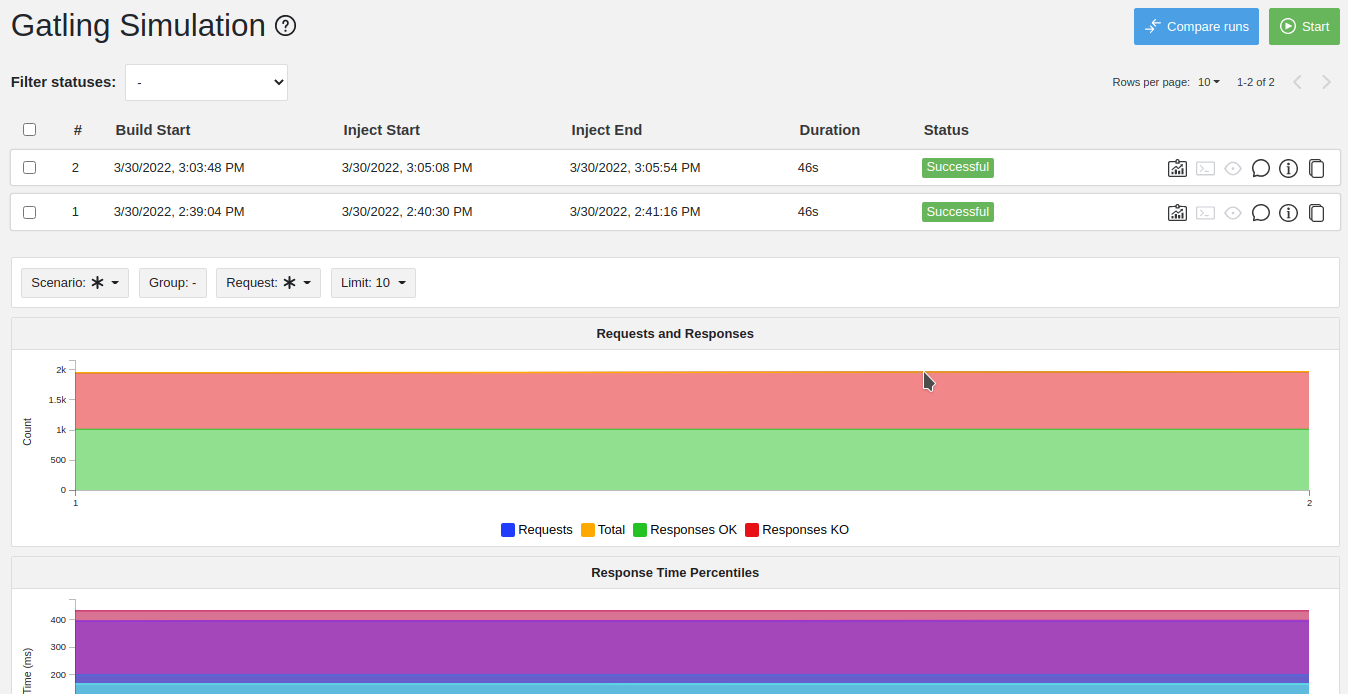 Gatling Simulation ?
Compare runs
Start
Filter statuses: -
Rows per page: 10 1-2 of 2
# Build Start Inject Start Inject End Duration Status
2 3/30/2022, 3:03:48 PM 3/30/2022, 3:05:08 PM 3/30/2022, 3:05:54 PM 46s Successful
1 3/30/2022, 2:39:04 PM 3/30/2022, 2:40:30 PM 3/30/2022, 2:41:16 PM 46s Successful
Scenario: * Group: - Request: * Limit: 10
Requests and Responses
Count
2k
1.5k
1k
500
0
1 2
Requests Total Responses OK Responses KO
Response Time Percentiles
Time (ms)
400
300
200